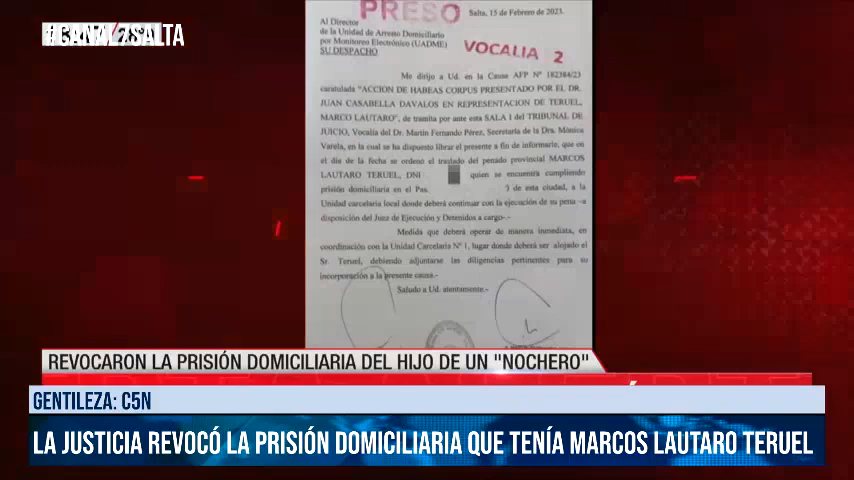 #CANAL7SALTA
PRESO
Salta, 15 de Febrero de 2023.
Al Director
de la Unidad de Arresto Domiciliario
por Monitoreo Electrónico (UADME)
SU DESPACHO
VOCALIA 2
Me dirijo a Ud. en la Causa AFP Nº 182384/23
caratulada "ACCION DE HABEAS CORPUS PRESENTADO POR EL DR.
JUAN CASABELLA DAVALOS EN REPRESENTACION DE TERUEL,
MARCO LAUTARO", de tramita por ante esta SALA I del TRIBUNAL DE
JUICIO, Vocalía del Dr. Martín Fernando Pérez, Secretaría de la Dra. Mónica
Varela, en la cual se ha dispuesto librar el presente a fin de informarle, que en
el día de la fecha se ordeno el traslado del penado provincial MARCOS
LAUTARO TERUEL, DNI quien se encuentra cumpliendo
prisión domiciliaria en el Pas. 3 de esta ciudad, a la
Unidad carcelaria local donde deberá continuar con la ejecución de su pena –a
disposición del Juez de Ejecución y Detenidos a cargo-.-
Medida que deberá operar de manera inmediata, en
coordinación con la Unidad Carcelaria Nº 1, lugar donde deberá ser alojado el
Sr. Teruel, debiendo adjuntarse las diligencias pertinentes para su
incorporación a la presente causa.-
Saludo a Ud. atentamente.-
REVOCARON LA PRISIÓN DOMICILIARIA DEL HIJO DE UN "NOCHERO"
GENTILEZA: C5N
LA JUSTICIA REVOCÓ LA PRISIÓN DOMICILIARIA QUE TENÍA MARCOS LAUTARO TERUEL